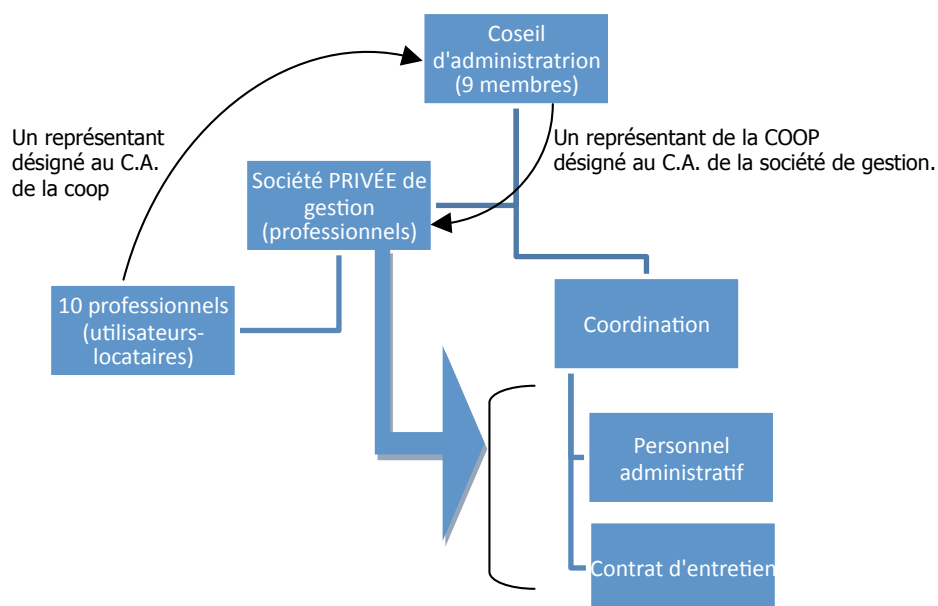 Coseil
d'administratrion
(9 membres)
Un représentant
désigné au C.A.
de la coop
Un représentant de la COOP
désigné au C.A. de la société de gestion.
Société PRIVÉE de
gestion
(professionnels)
10 professionnels
(utilisateurs-
locataires)
Coordination
Personnel
administratif
Contrat d'entretien